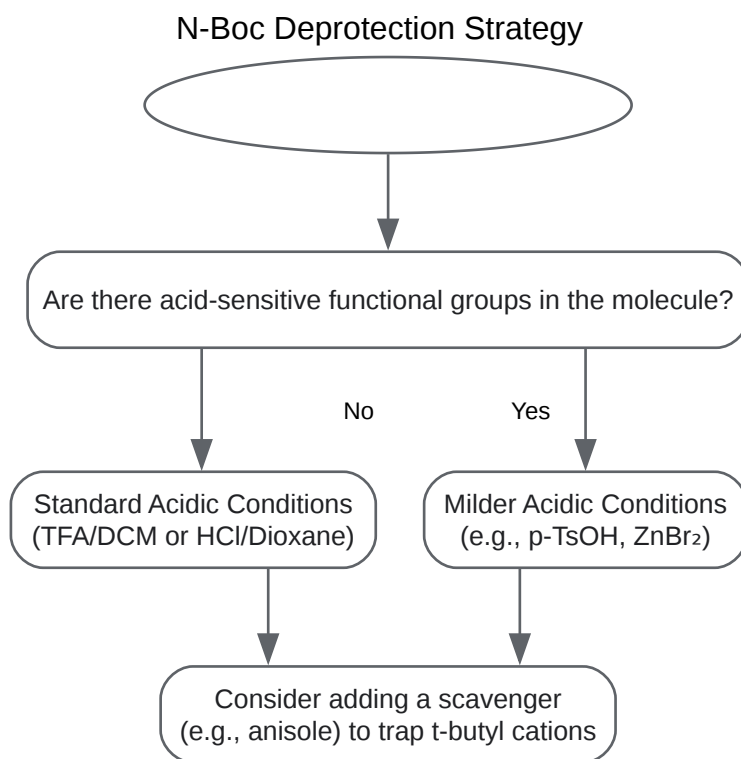 N-Boc Deprotection Strategy
Are there acid-sensitive functional groups in the molecule?
No
Yes
Standard Acidic Conditions
(TFA/DCM or HCl/Dioxane)
Milder Acidic Conditions
(e.g., p-TsOH, ZnBr₂)
Consider adding a scavenger
(e.g., anisole) to trap t-butyl cations